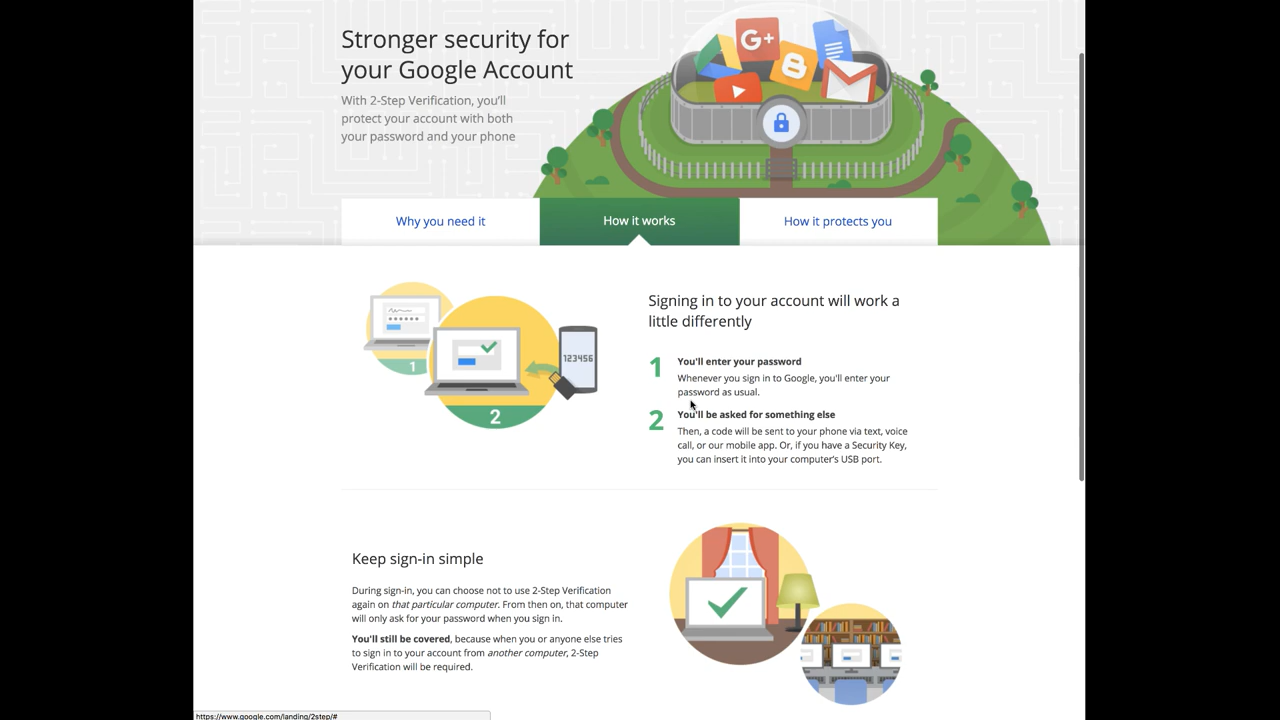 Stronger security for
your Google Account
With 2-Step Verification, you'll
protect your account with both
your password and your phone
G+
Why you need it
How it works
How it protects you
Signing in to your account will work a
little differently
1
You'll enter your password
Whenever you sign in to Google, you'll enter your
password as usual.
2
You'll be asked for something else
Then, a code will be sent to your phone via text, voice
call, or our mobile app. Or, if you have a Security Key,
you can insert it into your computer's USB port.
1
2
123456
Keep sign-in simple
During sign-in, you can choose not to use 2-Step Verification
again on that particular computer. From then on, that computer
will only ask for your password when you sign in.
You'll still be covered, because when you or anyone else tries
to sign in to your account from another computer, 2-Step
Verification will be required.
https://www.google.com/landing/2step/#